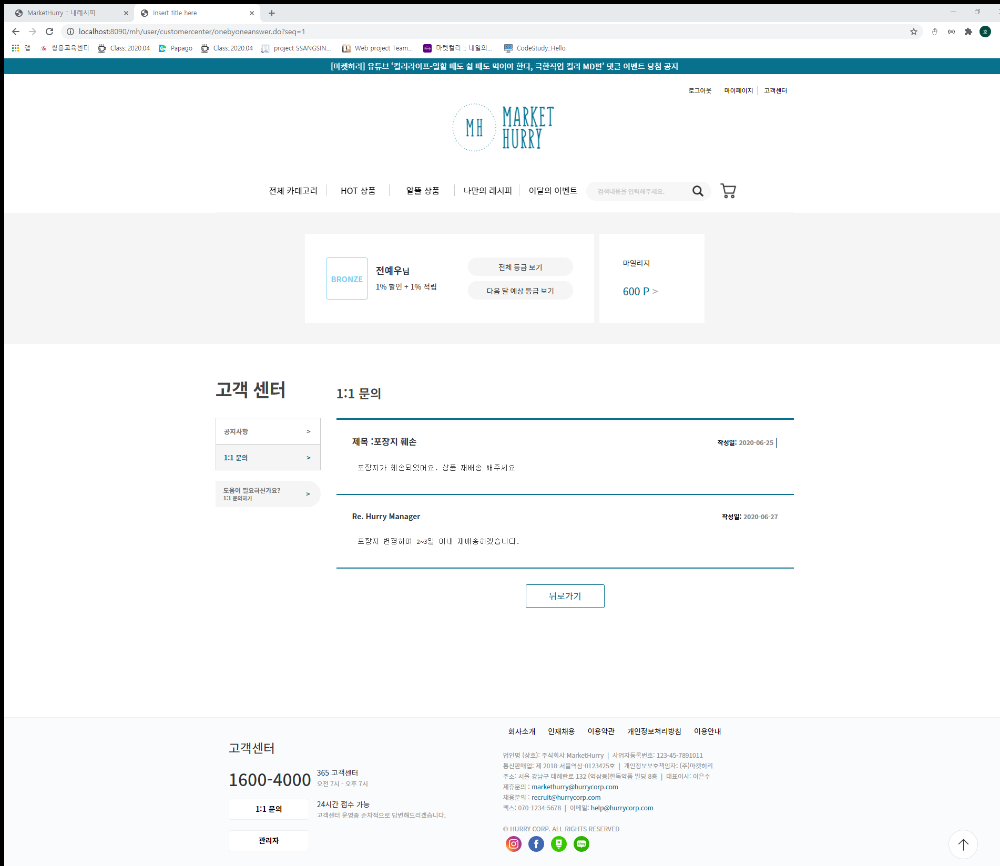 MarketHurry :: 내레시피
Insert title here
localhost:8090/mh/user/customercenter/onebyoneanswer.do?seq=1
호
앱 쌍용교육센터 Class::2020.04 Papago Class::2020.04 project SSANGSIN... Web project Team... 마켓컬리 :: 내일의... CodeStudy::Hello
[마켓허리] 유튜브 ‘컬리라이프-일할 때도 쉴 때도 먹어야 한다, 극한직업 컬리 MD편’ 댓글 이벤트 당첨 공지
로그아웃 마이페이지 고객센터
MH
MARKET
HURRY
전체 카테고리 HOT 상품 알뜰 상품 나만의 레시피 이달의 이벤트 검색내용을 입력해주세요.
BRONZE
전예우님
1% 할인 + 1% 적립
전체 등급 보기
다음 달 예상 등급 보기
마일리지
600 P >
고객 센터
공지사항 >
1:1 문의 >
도움이 필요하신가요?
1:1 문의하기 >
1:1 문의
제목 :포장지 훼손 작성일: 2020-06-25 |
포장지가 훼손되었어요. 상품 재배송 해주세요
Re. Hurry Manager 작성일: 2020-06-27
포장지 변경하여 2~3일 이내 재배송하겠습니다.
뒤로가기
고객센터
1600-4000
365 고객센터
오전 7시 - 오후 7시
1:1 문의
24시간 접수 가능
고객센터 운영중 순차적으로 답변해드리겠습니다.
관리자
회사소개 인재채용 이용약관 개인정보처리방침 이용안내
법인명 (상호): 주식회사 MarketHurry | 사업자등록번호: 123-45-7891011
통신판매업: 제 2018-서울역삼-0123425호 | 개인정보보호책임자: (주)마켓허리
주소: 서울 강남구 테헤란로 132 (역삼동)한독약품 빌딩 8층 | 대표이사: 이은수
제휴문의 : markethurry@hurrycorp.com
채용문의 : recruit@hurrycorp.com
팩스: 070-1234-5678 | 이메일: help@hurrycorp.com
© HURRY CORP. ALL RIGHTS RESERVED
N
blog